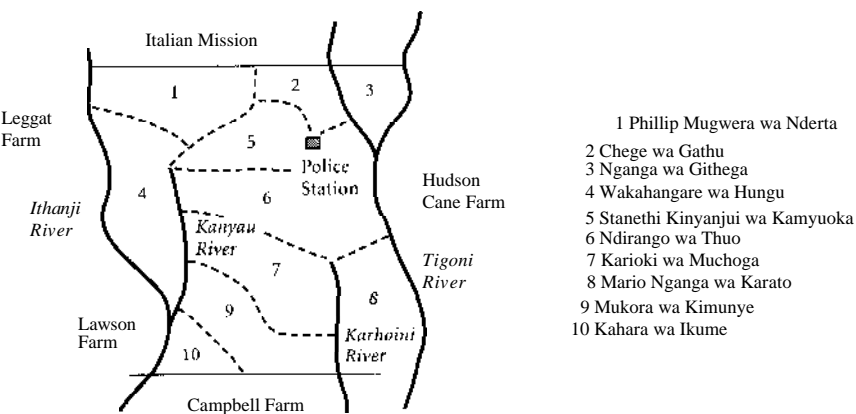 Italian Mission
1
2
3
Leggat
Farm
5
Police
Station
4
6
Hudson
Cane Farm
Ithanji
River
Kanyau
River
7
Tigoni
River
8
9
Lawson
Farm
Karhoini
River
10
Campbell Farm
1 Phillip Mugwera wa Nderta
2 Chege wa Gathu
3 Nganga wa Githega
4 Wakahangare wa Hungu
5 Stanethi Kinyanjui wa Kamyuoka
6 Ndirango wa Thuo
7 Karioki wa Muchoga
8 Mario Nganga wa Karato
9 Mukora wa Kimunye
10 Kahara wa Ikume